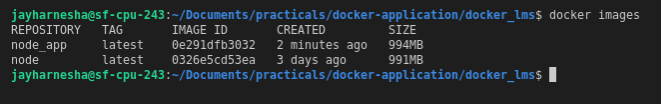 jayharnesha@sf-cpu-243:~/Documents/practicals/docker-application/docker_lms$ docker images
REPOSITORY   TAG       IMAGE ID       CREATED         SIZE
node_app     latest    0e291dfb3032   2 minutes ago   994MB
node         latest    0326e5cd53ea   3 days ago      991MB
jayharnesha@sf-cpu-243:~/Documents/practicals/docker-application/docker_lms$